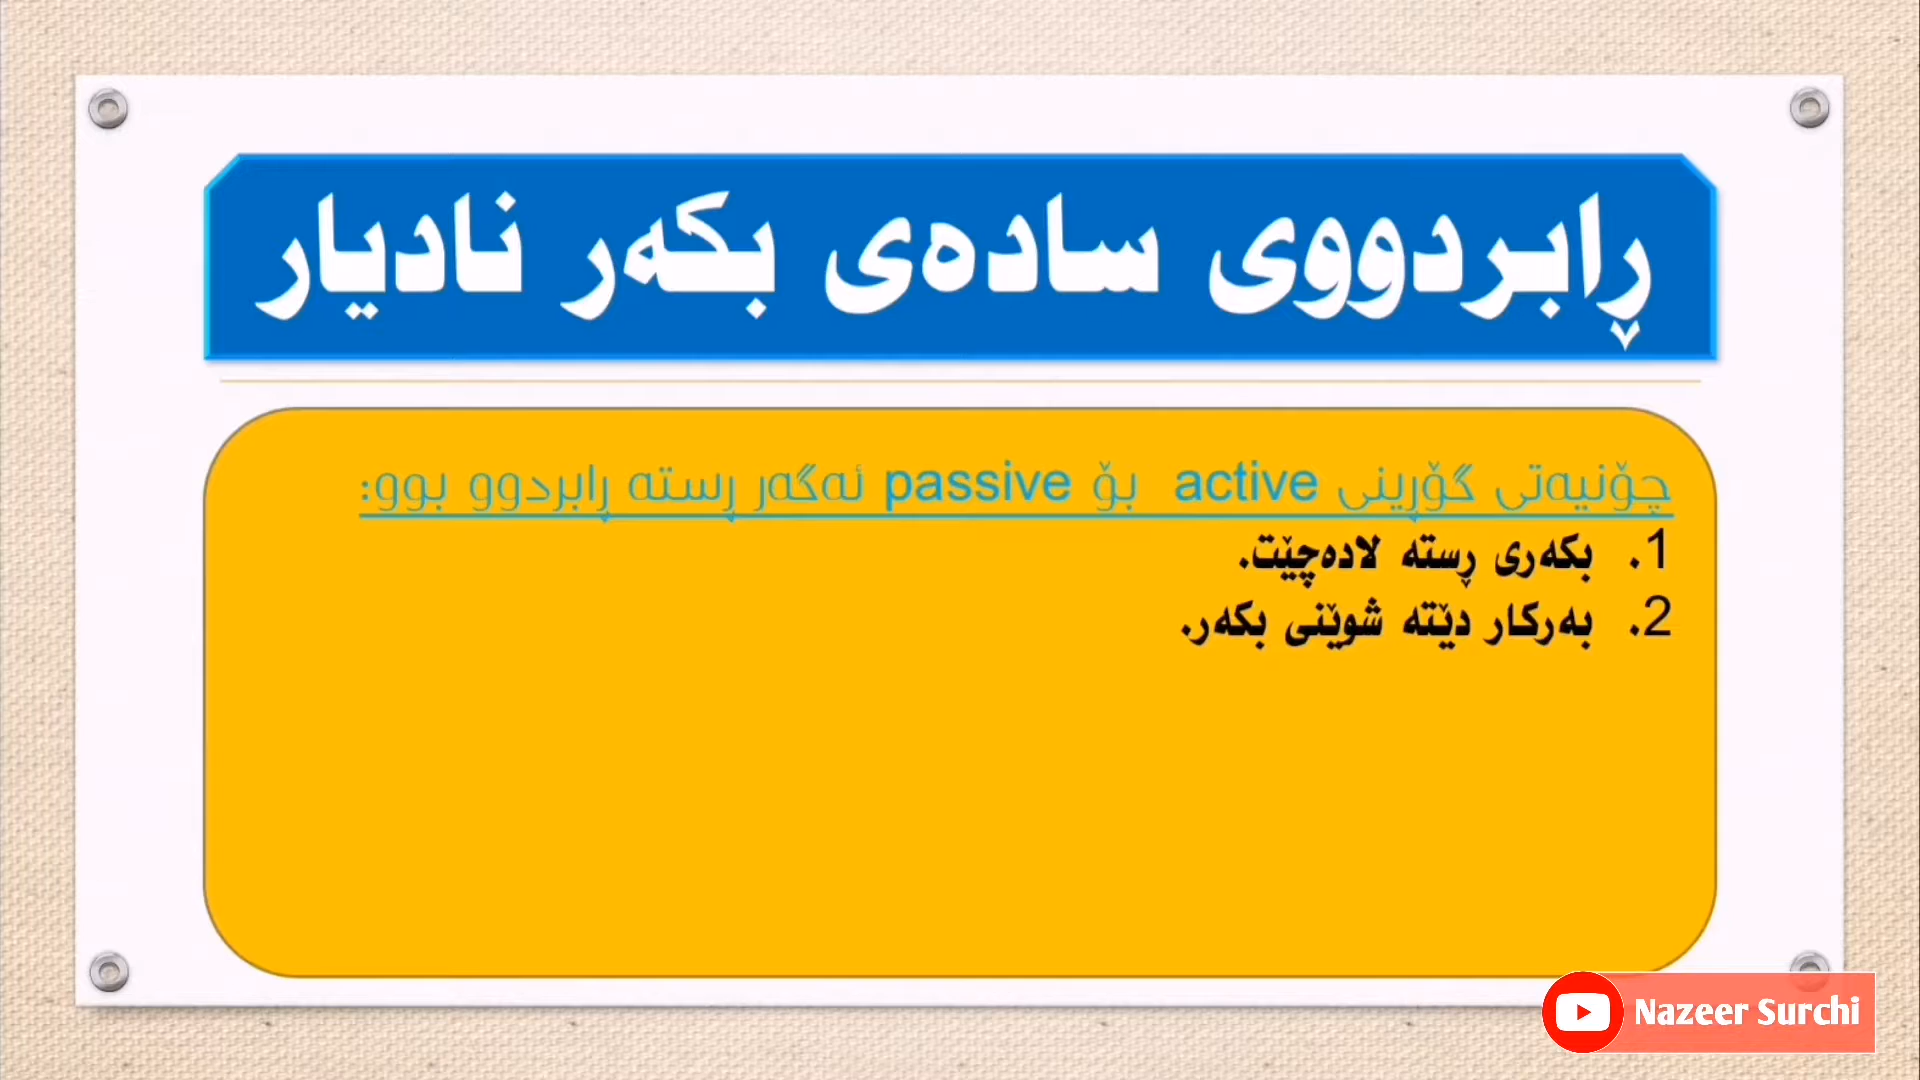 ڕابردووی سادەی بکەر نادیار
چۆنیەتی گۆڕینی active بۆ passive ئەگەر ڕستە ڕابردوو بوو:
1. بکەری ڕستە لادەچێت.
2. بەرکار دێتە شوێنی بکەر.
Nazeer Surchi